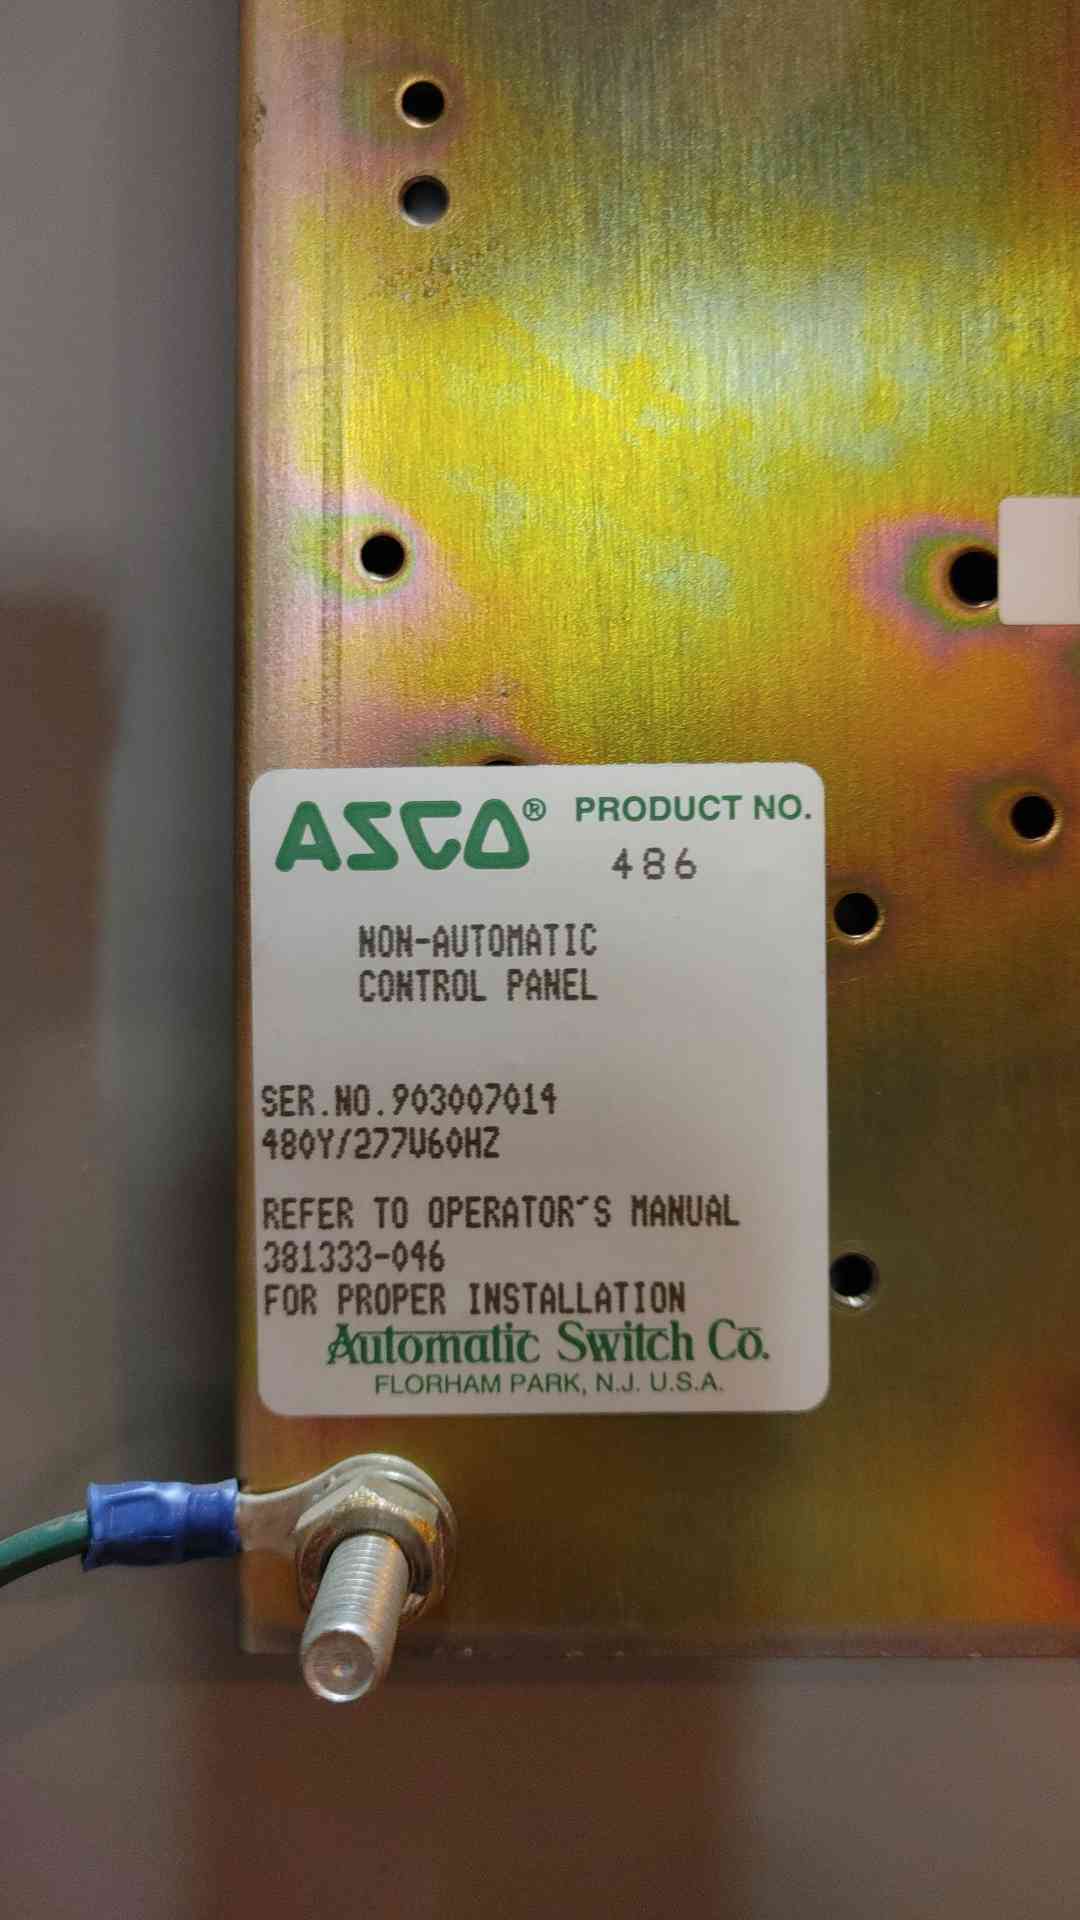 ASCO® PRODUCT NO.
486
NON-AUTOMATIC
CONTROL PANEL
SER.NO.903007014
480Y/277V60HZ
REFER TO OPERATOR´S MANUAL
381333-046
FOR PROPER INSTALLATION
Automatic Switch Co.
FLORHAM PARK, N.J. U.S.A.